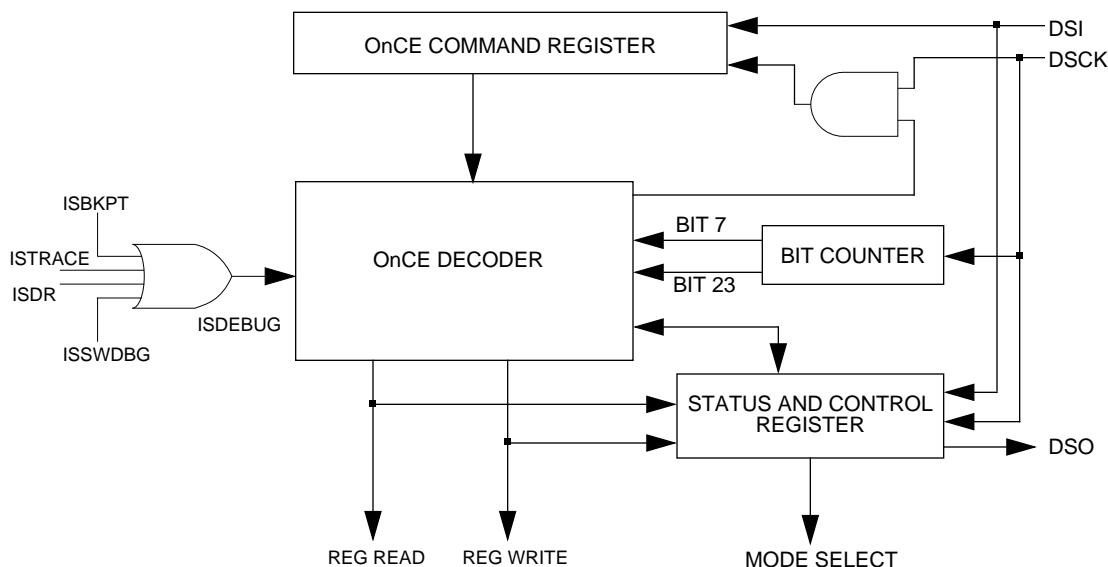 DSI
OnCE COMMAND REGISTER
DSCK
ISBKPT
BIT 7
ISTRACE
OnCE DECODER
BIT COUNTER
ISDR
BIT 23
ISDEBUG
ISSWDBG
STATUS AND CONTROL
REGISTER
DSO
REG READ
REG WRITE
MODE SELECT